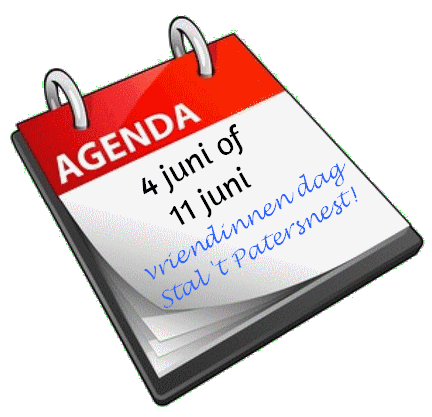 AGENDA
4 juni of
11 juni
vriendinnen dag
Stal 't Patersnest!